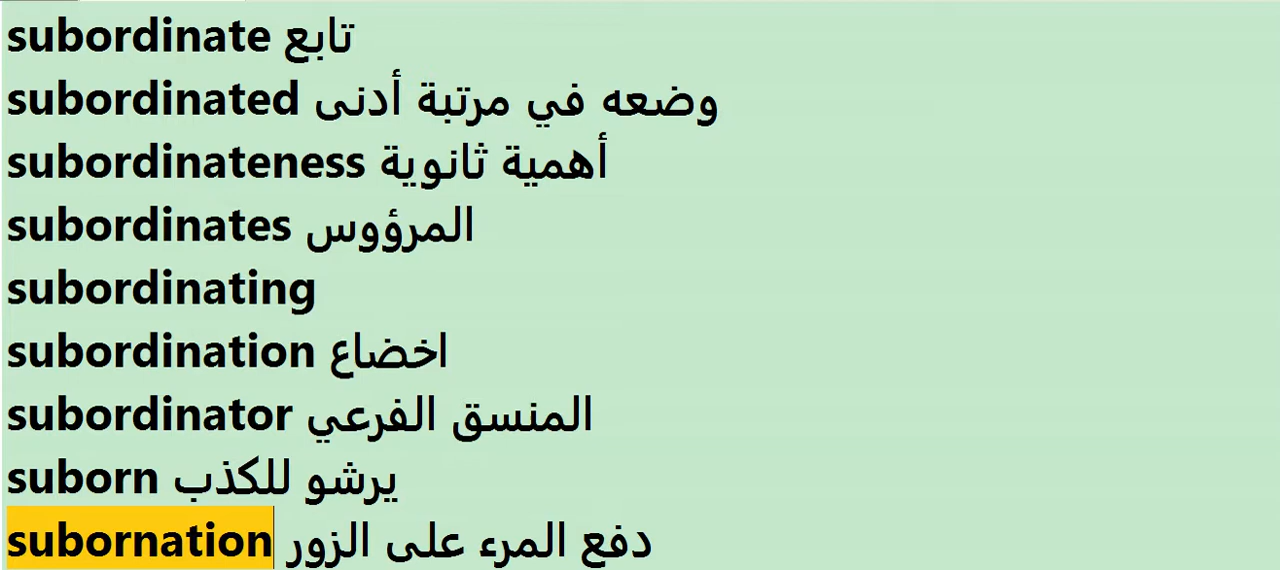 subordinate تابع
subordinated وضعه في مرتبة أدنى
subordinateness أهمية ثانوية
subordinates المرؤوس
subordinating
subordination اخضاع
subordinator المنسق الفرعي
suborn يرشو للكذب
subornation دفع المرء على الزور